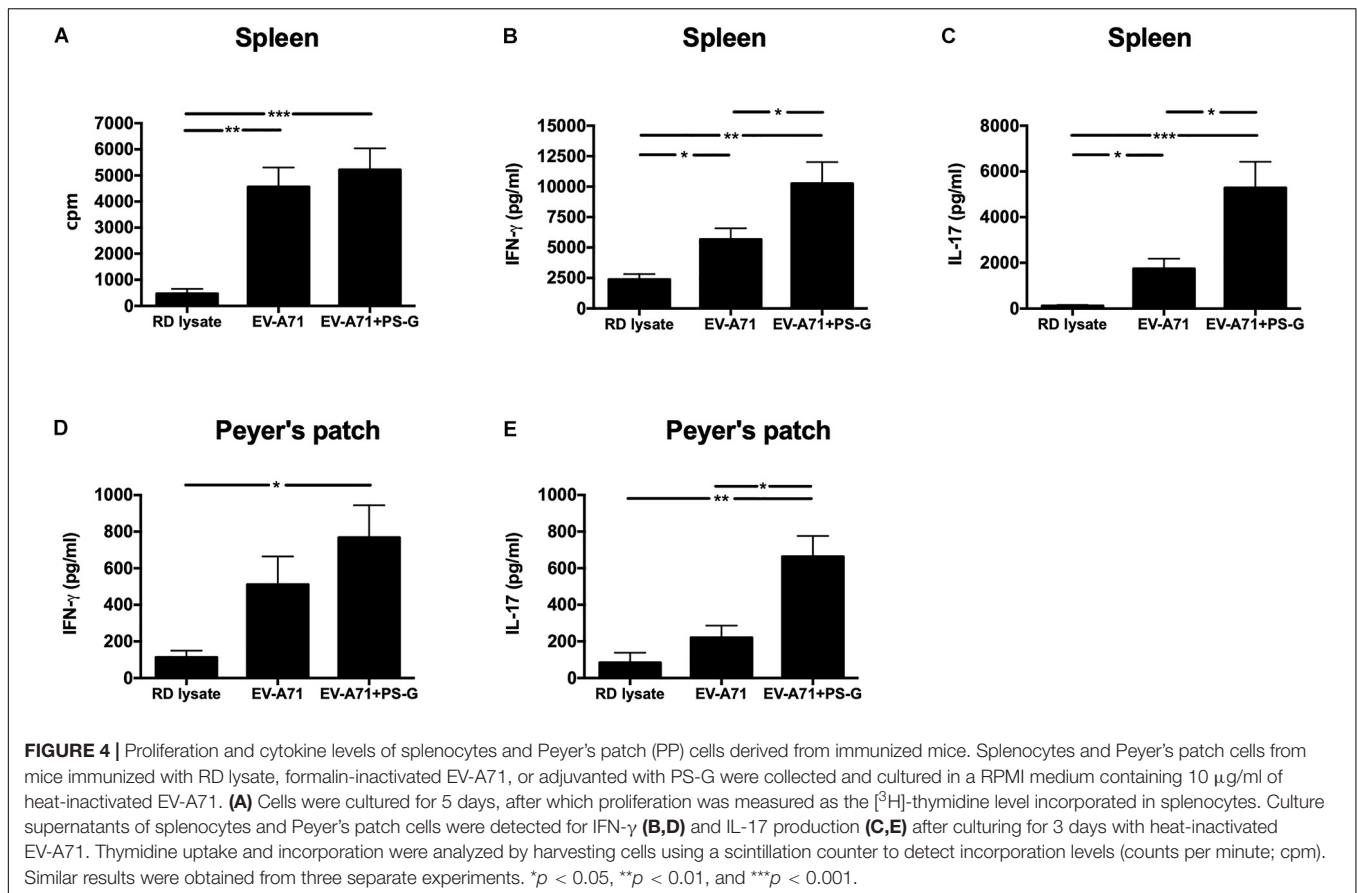 A
Spleen
***
**
7000
6000
5000
4000
3000
2000
1000
0
cpm
RD lysate EV-A71 EV-A71+PS-G
B
Spleen
*
**
*
15000
12500
10000
7500
5000
2500
0
IFN-γ (pg/ml)
RD lysate EV-A71 EV-A71+PS-G
C
Spleen
*
***
*
8000
6000
4000
2000
0
IL-17 (pg/ml)
RD lysate EV-A71 EV-A71+PS-G
D
Peyer's patch
*
1000
800
600
400
200
0
IFN-γ (pg/ml)
RD lysate EV-A71 EV-A71+PS-G
E
Peyer's patch
*
**
1000
800
600
400
200
0
IL-17 (pg/ml)
RD lysate EV-A71 EV-A71+PS-G
FIGURE 4 | Proliferation and cytokine levels of splenocytes and Peyer's patch (PP) cells derived from immunized mice. Splenocytes and Peyer's patch cells from
mice immunized with RD lysate, formalin-inactivated EV-A71, or adjuvanted with PS-G were collected and cultured in a RPMI medium containing 10 μg/ml of
heat-inactivated EV-A71. (A) Cells were cultured for 5 days, after which proliferation was measured as the [³H]-thymidine level incorporated in splenocytes. Culture
supernatants of splenocytes and Peyer's patch cells were detected for IFN-γ (B,D) and IL-17 production (C,E) after culturing for 3 days with heat-inactivated
EV-A71. Thymidine uptake and incorporation were analyzed by harvesting cells using a scintillation counter to detect incorporation levels (counts per minute; cpm).
Similar results were obtained from three separate experiments. *p < 0.05, **p < 0.01, and ***p < 0.001.